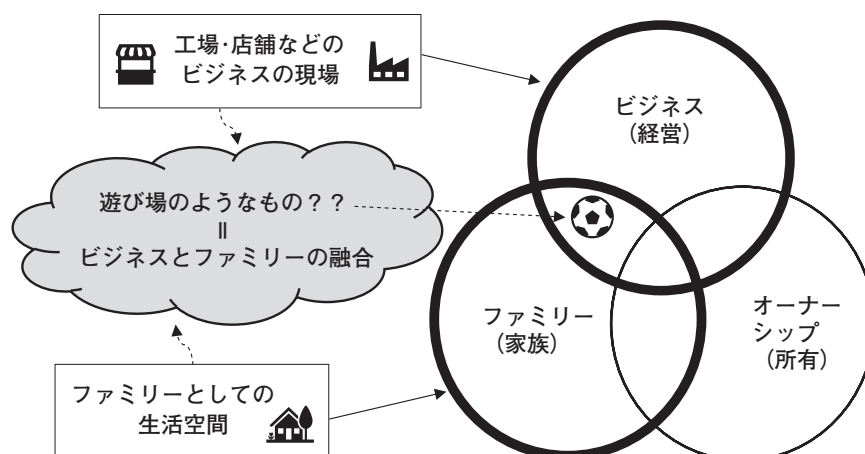 工場･店舗などの
ビジネスの現場
遊び場のようなもの？？
॥
ビジネスとファミリーの融合
ファミリーとしての
生活空間
ビジネス
（経営）
ファミリー
（家族）
オーナー
シップ
（所有）